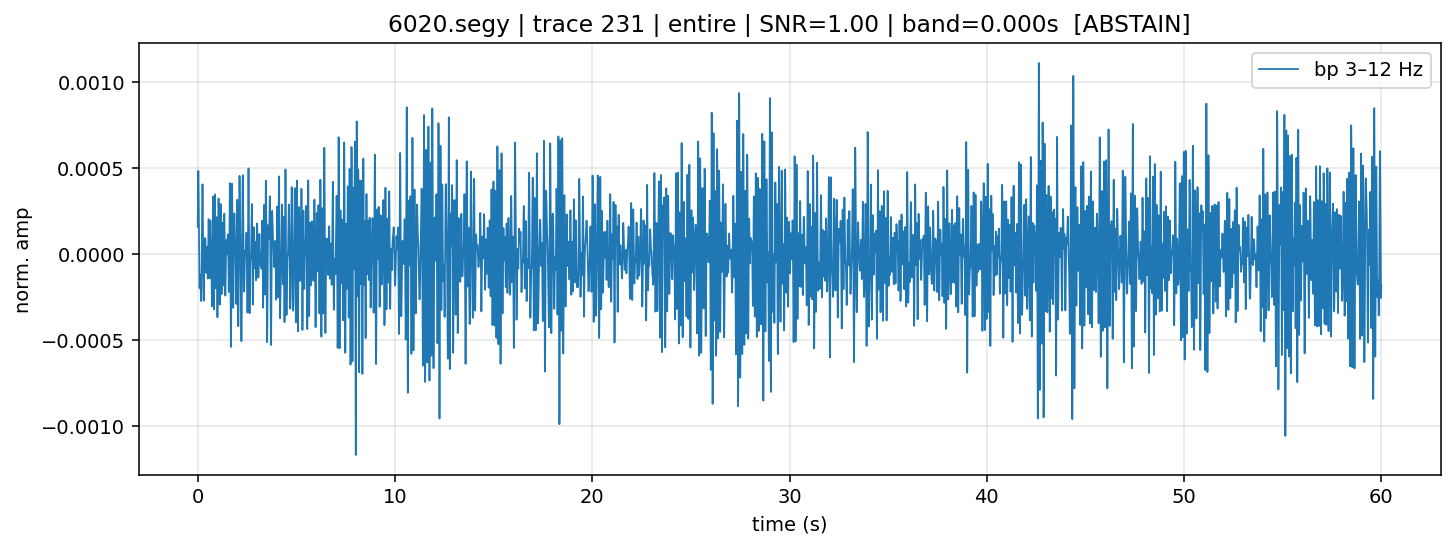 6020.segy | trace 231 | entire | SNR=1.00 | band=0.000s  [ABSTAIN]
bp 3–12 Hz
0.0010
0.0005
0.0000
−0.0005
−0.0010
norm. amp
0 10 20 30 40 50 60
time (s)